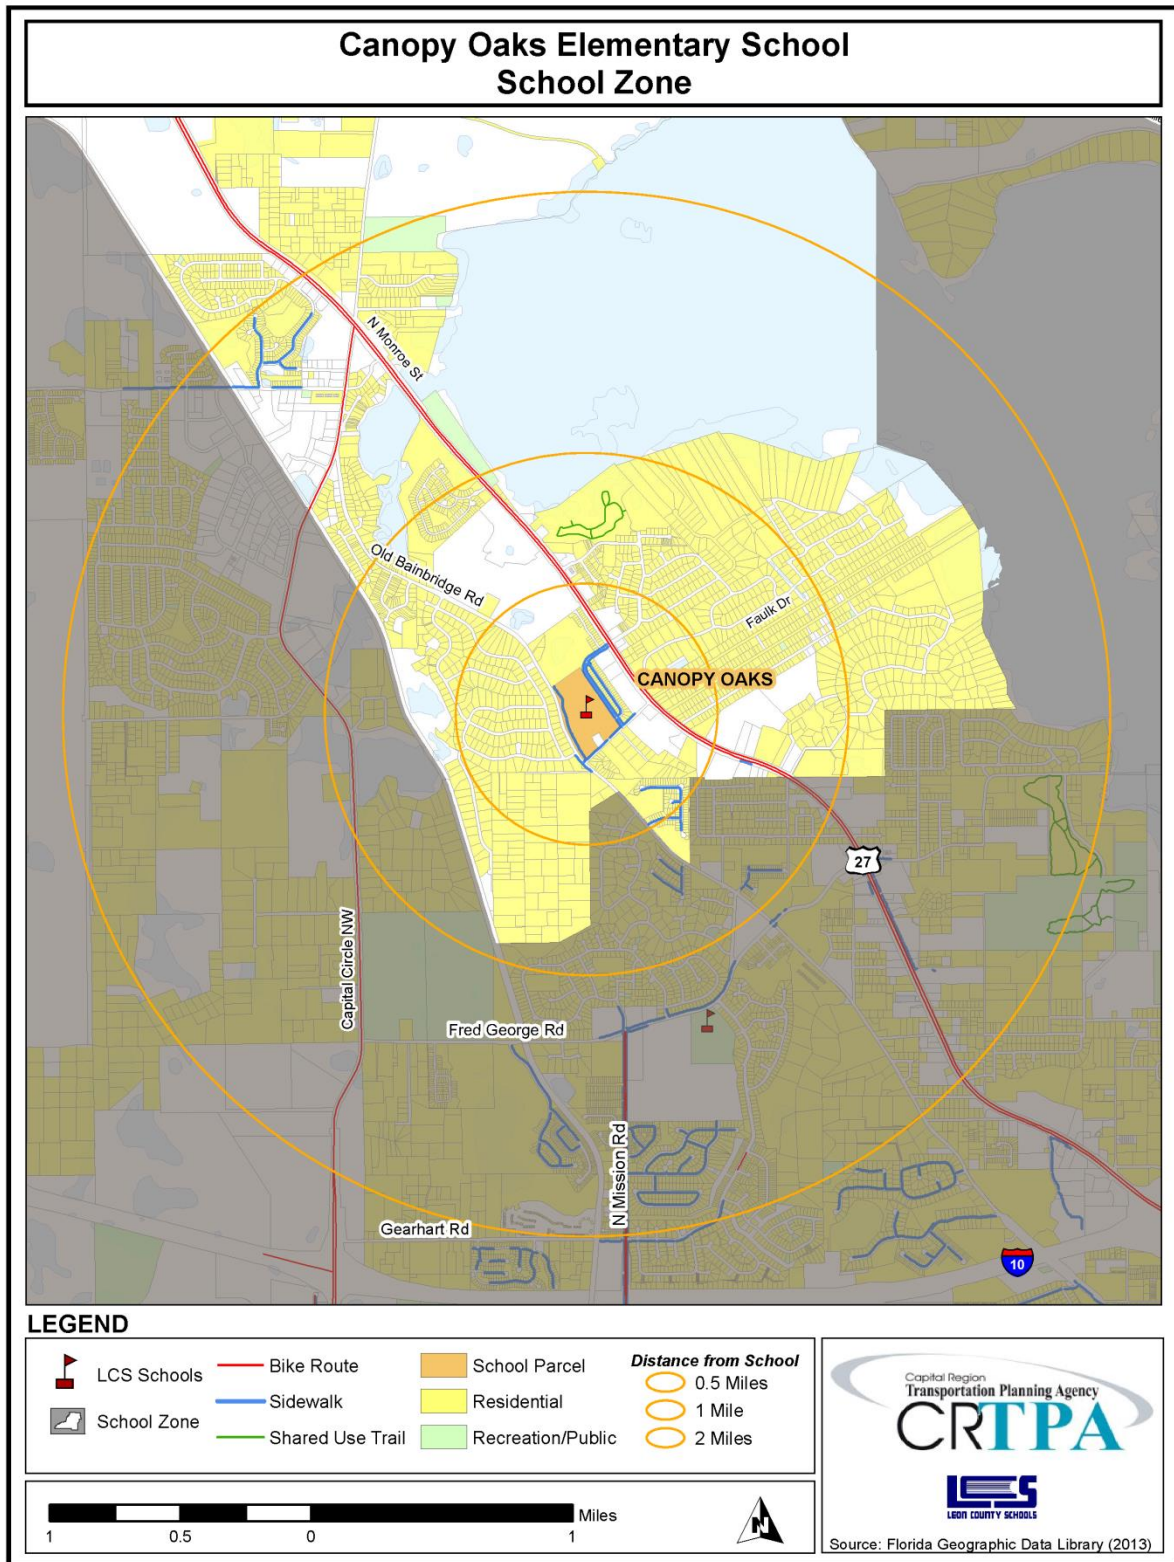 Canopy Oaks Elementary School
School Zone
N Monroe St
Old Bainbridge Rd
Faulk Dr
CANOPY OAKS
27
Capital Circle NW
Fred George Rd
N Mission Rd
Gearhart Rd
10
LEGEND
LCS Schools
School Zone
Bike Route
Sidewalk
Shared Use Trail
School Parcel
Residential
Recreation/Public
Distance from School
0.5 Miles
1 Mile
2 Miles
1 0.5 0 1 Miles
N
Capital Region
Transportation Planning Agency
CRTPA
LCS
LEON COUNTY SCHOOLS
Source: Florida Geographic Data Library (2013)